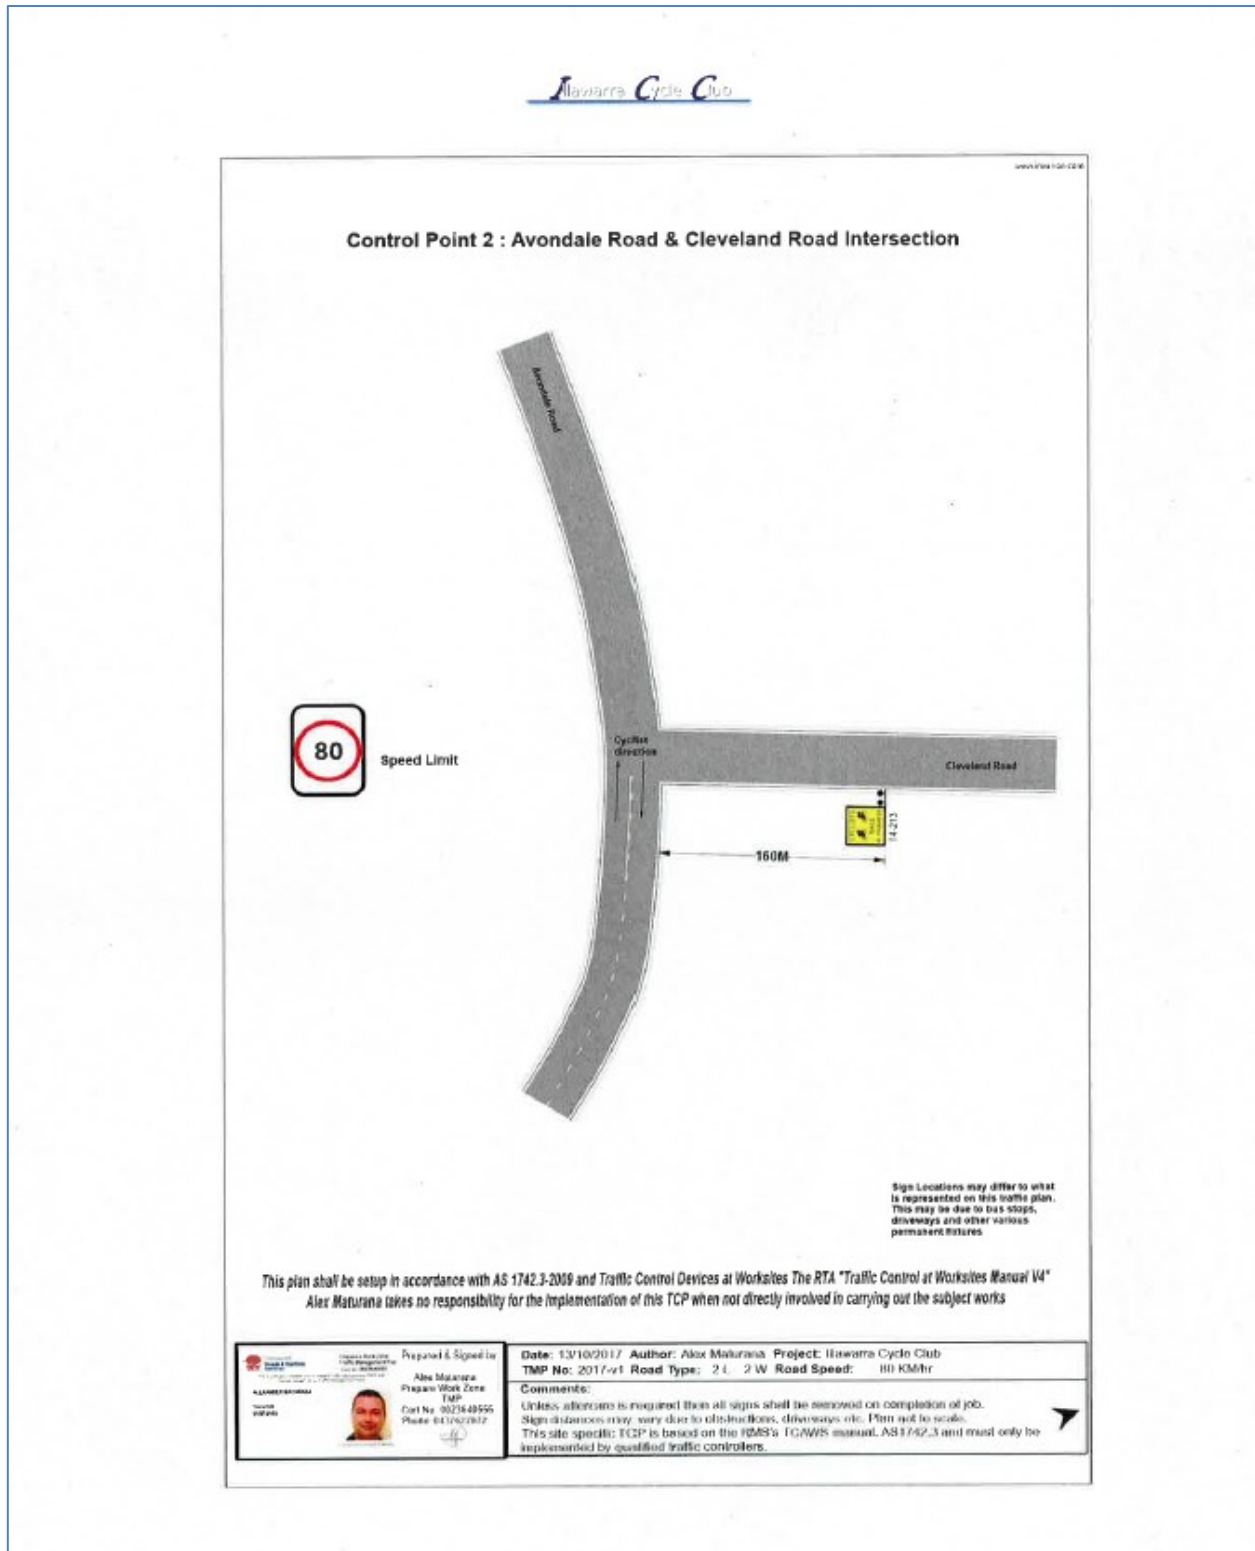 Illawarra Cycle Club
Control Point 2 : Avondale Road & Cleveland Road Intersection
Avondale Road
80
Speed Limit
Cyclist
direction
Cleveland Road
14-213
160M
Sign Locations may differ to what
is represented on this traffic plan.
This may be due to bus stops,
driveways and other various
permanent fixtures
This plan shall be setup in accordance with AS 1742.3-2009 and Traffic Control Devices at Worksites The RTA "Traffic Control at Worksites Manual V4"
Alex Maturana takes no responsibility for the implementation of this TCP when not directly involved in carrying out the subject works
Prepared & Signed by
Alex Maturana
Prepare Work Zone
TMP
Cert No
Phone
Date: 13/10/2017 Author: Alex Maturana Project: Illawarra Cycle Club
TMP No: 2017-v1 Road Type: 2 L 2 W Road Speed: 80 KM/hr
Comments:
Unless aftercare is required then all signs shall be removed on completion of job.
Sign distances may vary due to obstructions, driveways etc. Plan not to scale.
This site specific TCP is based on the RMS's TCAWS manual. AS1742.3 and must only be
implemented by qualified traffic controllers.